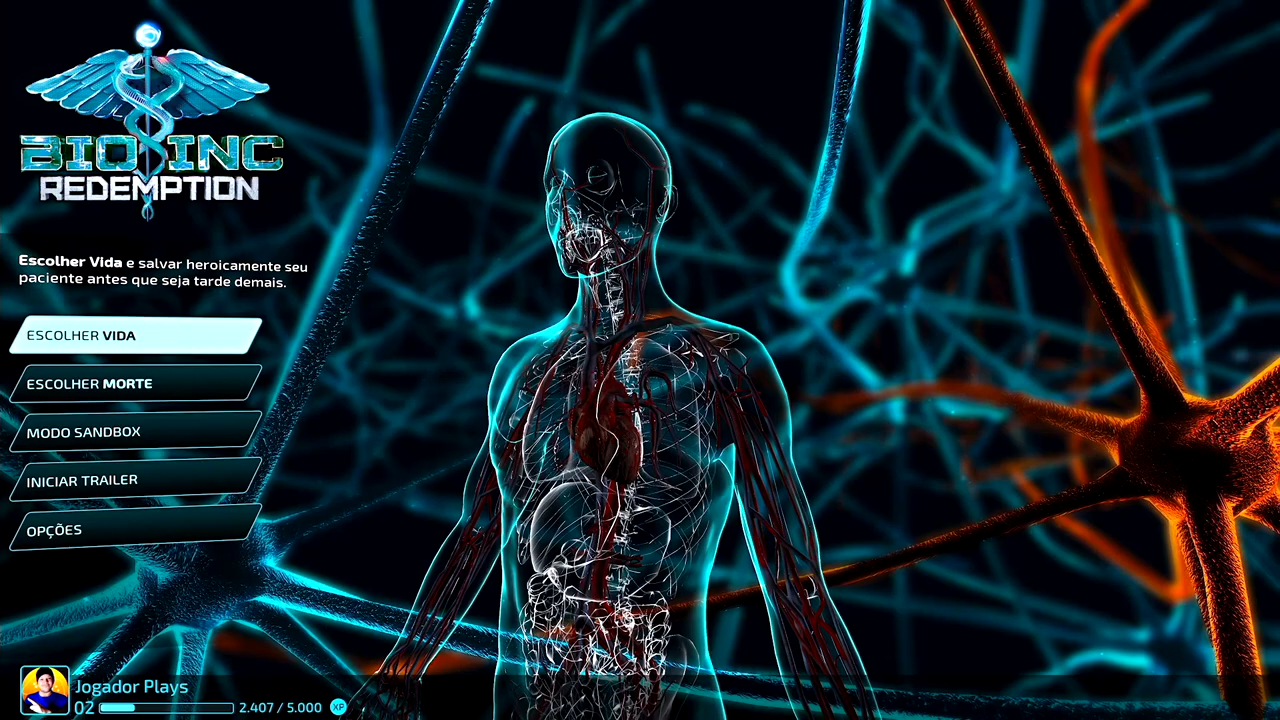 BIO INC
REDEMPTION
Escolher Vida e salvar heroicamente seu
paciente antes que seja tarde demais.
ESCOLHER VIDA
ESCOLHER MORTE
MODO SANDBOX
INICIAR TRAILER
OPÇÕES
Jogador Plays
02 2.407 / 5.000 XP